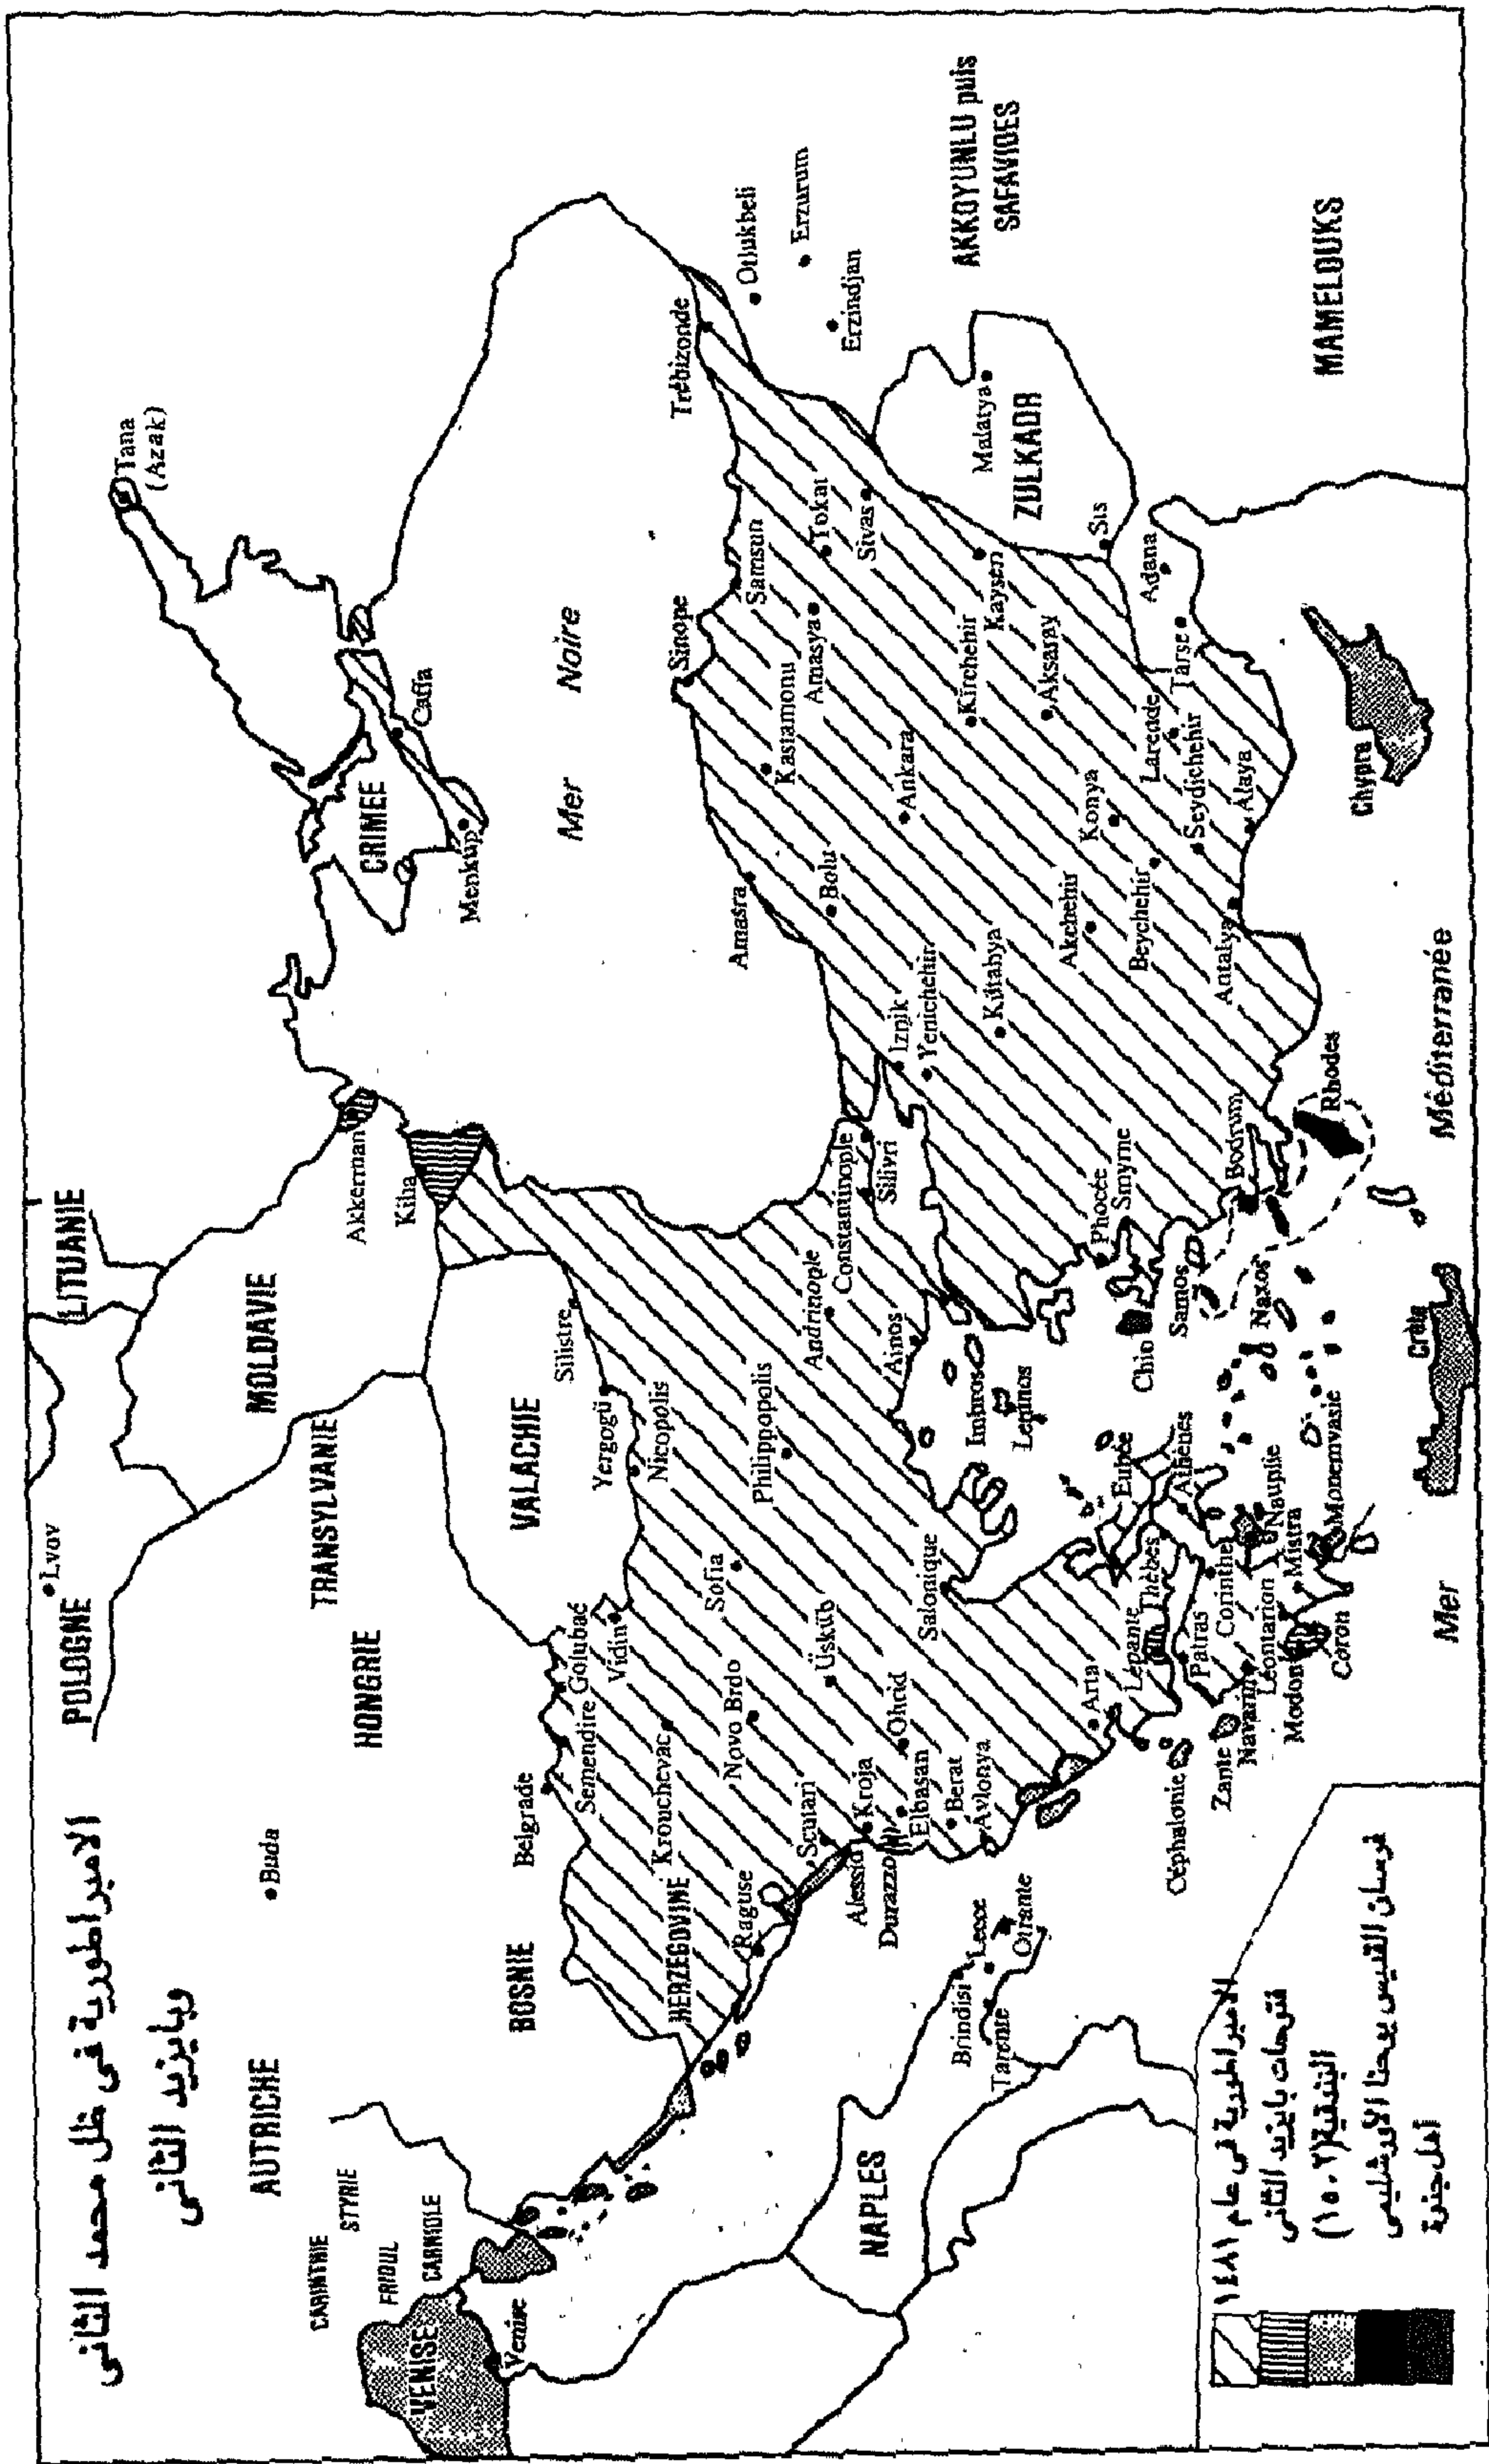 الامبراطورية فى ظل محمد الثانى
وبايزيد الثانى
POLOGNE
Lvov
LITUANIE
Tana
(Azak)
AUTRICHE
Buda
HONGRIE
TRANSYLVANIE
MOLDAVIE
Akkerman
Kilia
CRIMEE
Caffa
Menküp
CARINTHIE
STYRIE
FRIOUL
CARNIOLE
VENISE
Venise
BOSNIE
Belgrade
Semendire
Golubać
Vidin
VALACHIE
Yergogü
Silistre
Nicopolis
Mer Noire
HERZEGOVINE
Krouchevac
Raguse
Novo Brdo
Sofia
Philippopolis
Andrinople
Constantinople
Silivri
Amasra
Sinope
Samsun
Trébizonde
Otlukbeli
Erzurum
Erzindjan
AKKOYUNLU puis
SAFAVIDES
Scutari
Alessio
Kroja
Durazzo
Elbasan
Ohrid
Üsküb
Berat
Avlonya
Salonique
Ainos
Iznik
Yenichehir
Bolu
Kastamonu
Amasya
Tokat
Sivas
Ankara
Kütahya
Kirchehir
Kayseri
Malatya
ZULKADR
NAPLES
Brindisi
Lecce
Tarente
Otrante
Imbros
Lemnos
Akchehir
Konya
Aksaray
Sis
Adana
Tarse
Larende
Seydichehir
Beychehir
Antalya
Alaya
MAMELOUKS
Arta
Lepante
Thèbes
Eubée
Athènes
Chio
Phocée
Smyrne
Samos
Bodrum
Naxos
Rhodes
Céphalonie
Zante
Patras
Corinthe
Nauplie
Navarin
Léontarion
Mistra
Modon
Coron
Monemvasie
Crète
Chypre
Mer Méditerranée
الامبراطورية فى عام ١٤٨١
فتوحات بايزيد الثانى
البندقية (١٥٠٢)
فرسان القديس يوحنا الأورشليمى
أهل جنوة